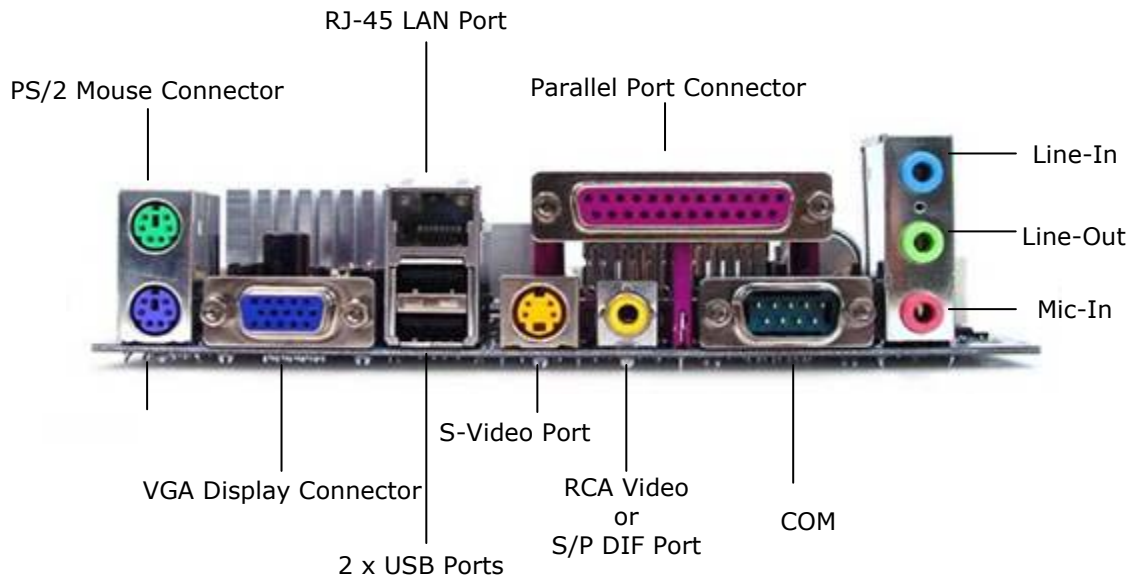 RJ-45 LAN Port
PS/2 Mouse Connector
Parallel Port Connector
Line-In
Line-Out
Mic-In
S-Video Port
VGA Display Connector
RCA Video
or
S/P DIF Port
COM
2 x USB Ports